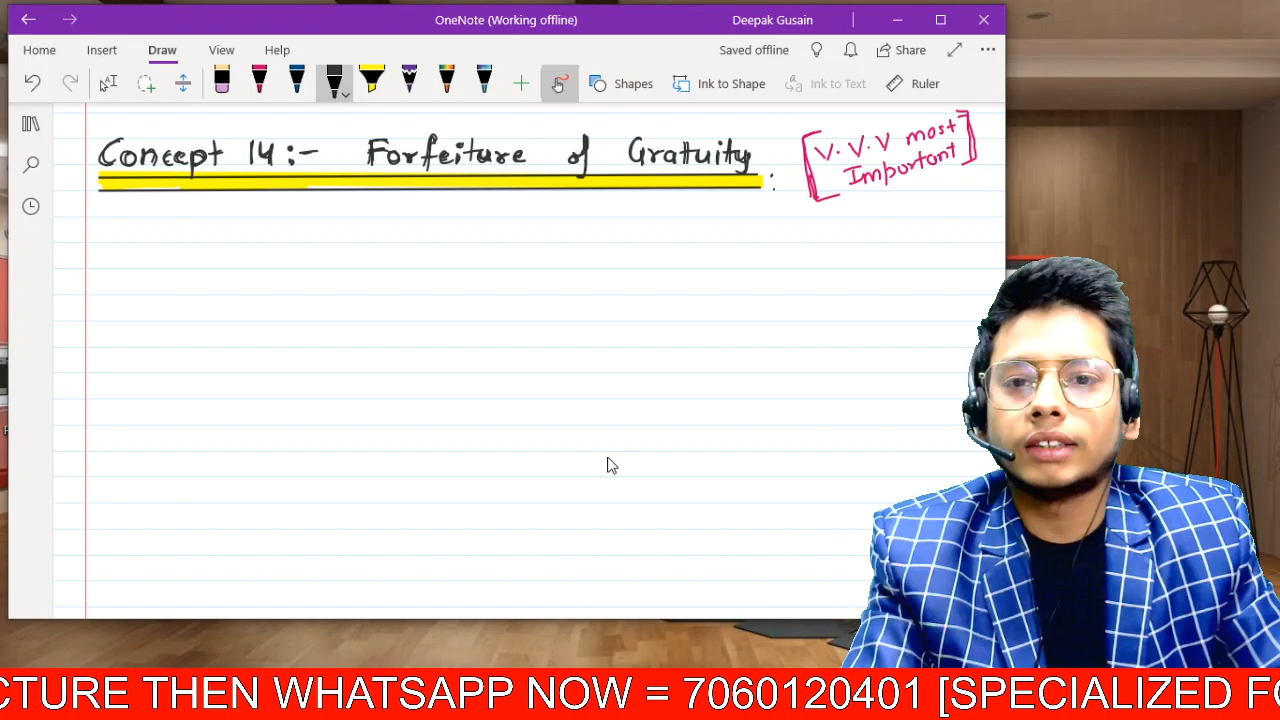 OneNote (Working offline)
Deepak Gusain
Home Insert Draw View Help
Saved offline Share
Shapes Ink to Shape Ink to Text Ruler
Concept 14:- Forfeiture of Gratuity :
[V. V. V most
Important]
CTURE THEN WHATSAPP NOW = 7060120401 [SPECIALIZED FO